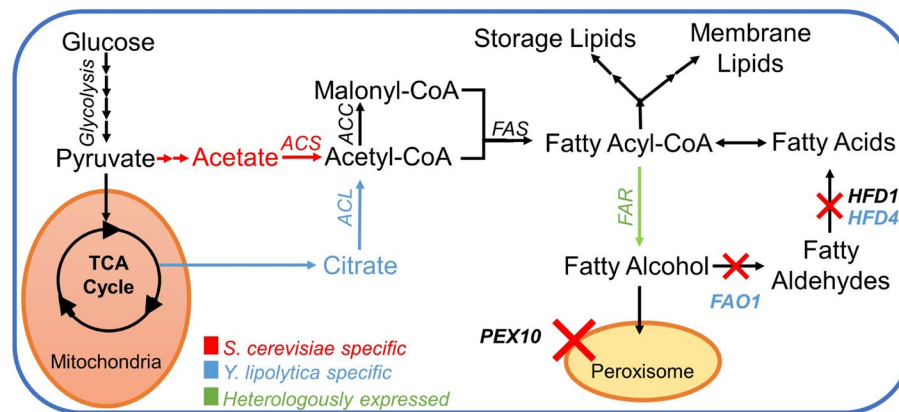 Glucose
Glycolysis
Pyruvate
Acetate
ACS
Malonyl-CoA
ACC
Acetyl-CoA
FAS
ACL
Citrate
TCA
Cycle
Mitochondria
Storage Lipids
Membrane
Lipids
Fatty Acyl-CoA
Fatty Acids
FAR
HFD1
HFD4
Fatty Alcohol
Fatty
Aldehydes
FAO1
PEX10
Peroxisome
S. cerevisiae specific
Y. lipolytica specific
Heterologously expressed